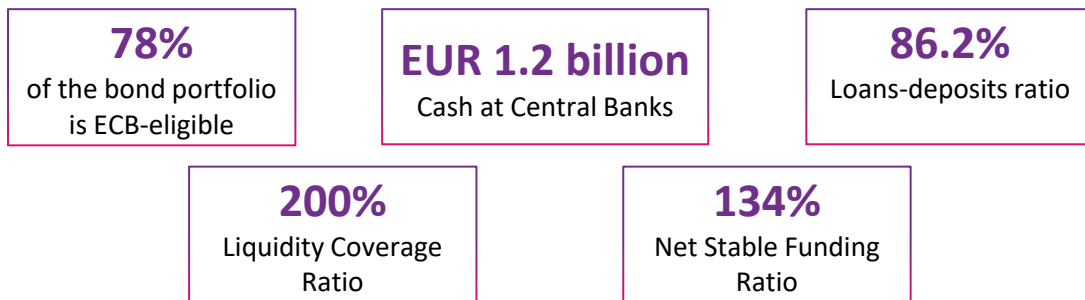 78%
of the bond portfolio
is ECB-eligible
EUR 1.2 billion
Cash at Central Banks
86.2%
Loans-deposits ratio
200%
Liquidity Coverage
Ratio
134%
Net Stable Funding
Ratio